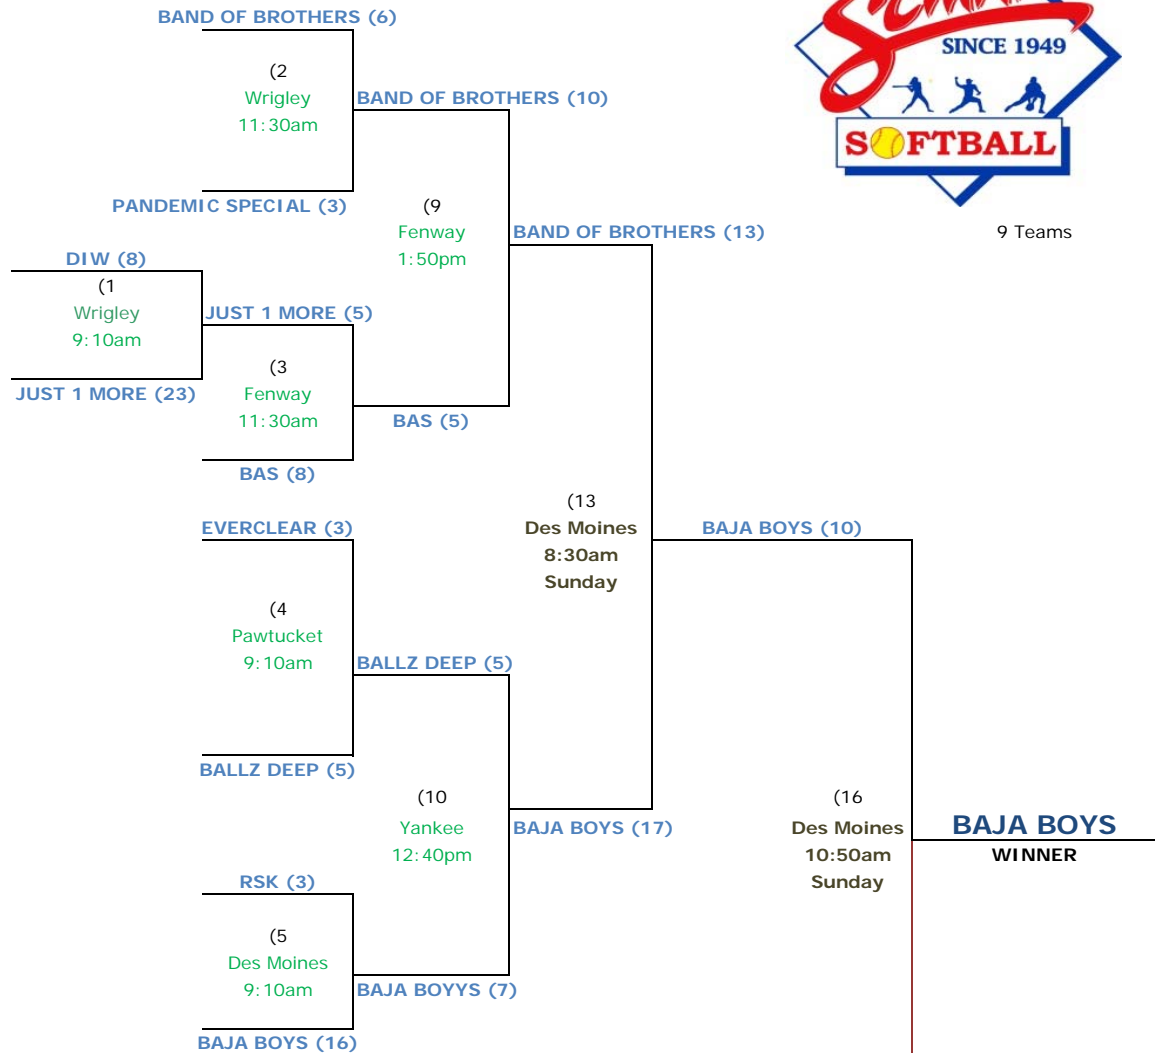 BAND OF BROTHERS (6)
SINCE 1949
SOFTBALL
9 Teams
(2
Wrigley
11:30am
BAND OF BROTHERS (10)
PANDEMIC SPECIAL (3)
(9
Fenway
1:50pm
BAND OF BROTHERS (13)
DIW (8)
(1
Wrigley
9:10am
JUST 1 MORE (5)
JUST 1 MORE (23)
(3
Fenway
11:30am
BAS (5)
BAS (8)
(13
Des Moines
8:30am
Sunday
BAJA BOYS (10)
EVERCLEAR (3)
(4
Pawtucket
9:10am
BALLZ DEEP (5)
BALLZ DEEP (5)
(10
Yankee
12:40pm
BAJA BOYS (17)
(16
Des Moines
10:50am
Sunday
BAJA BOYS
WINNER
RSK (3)
(5
Des Moines
9:10am
BAJA BOYYS (7)
BAJA BOYS (16)